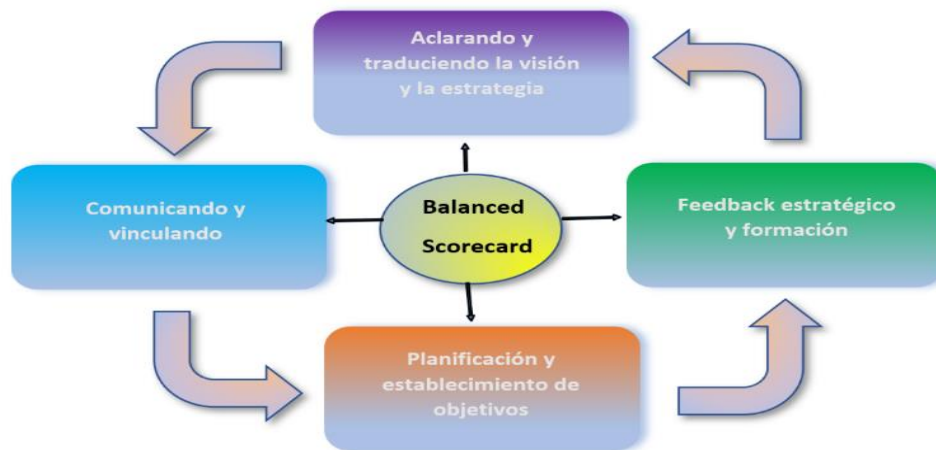 Aclarando y
traduciendo la visión
y la estrategia
Comunicando y
vinculando
Balanced
Scorecard
Feedback estratégico
y formación
Planificación y
establecimiento de
objetivos